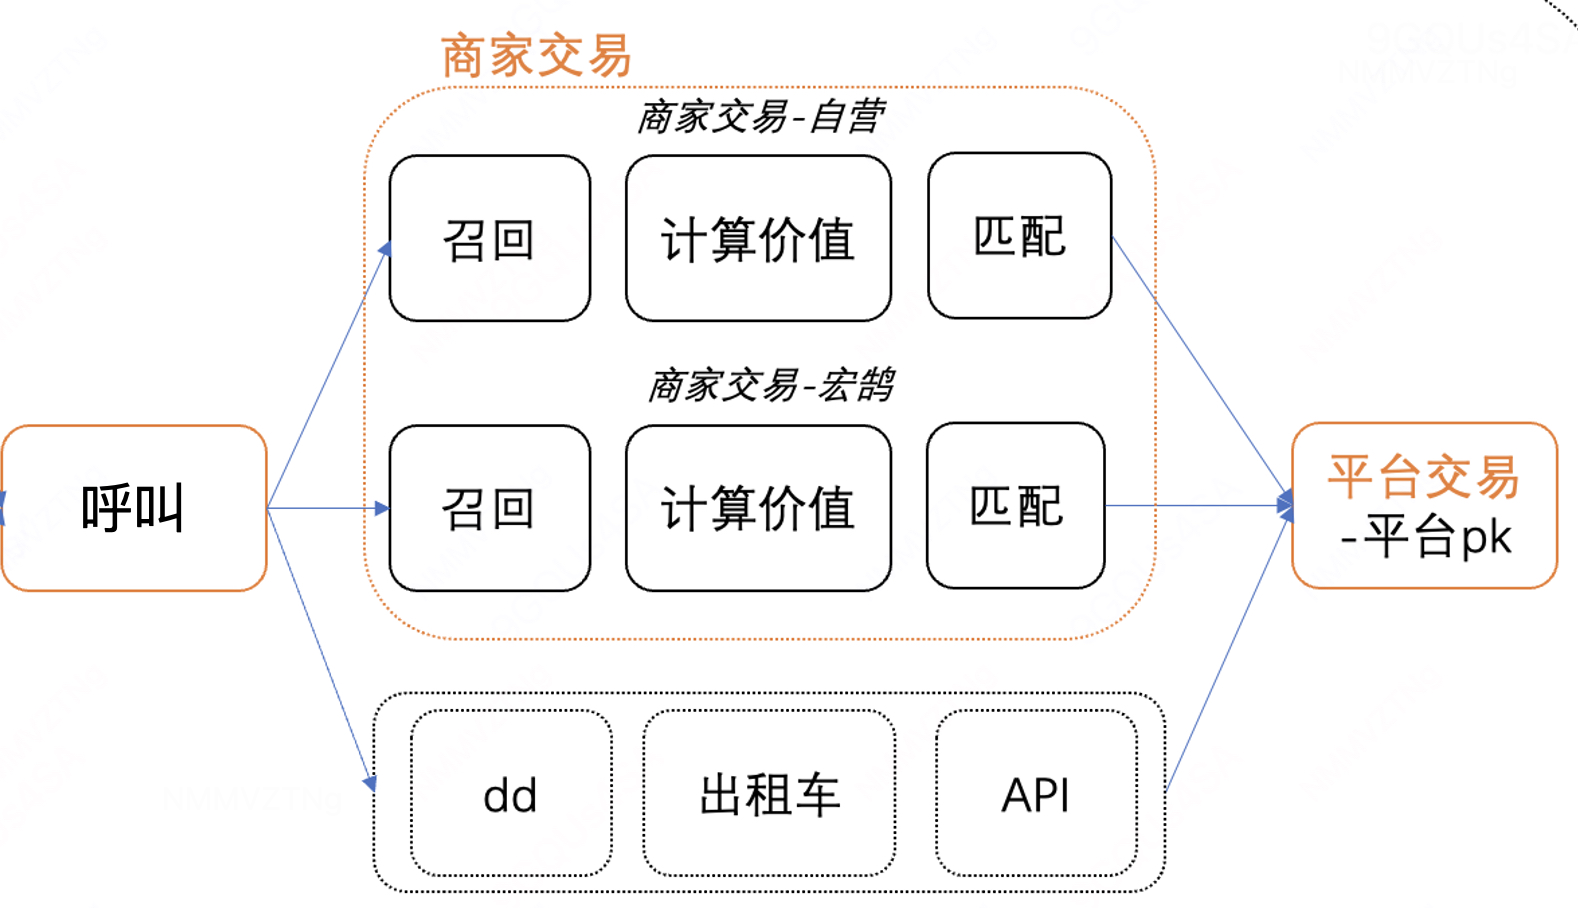 商家交易
商家交易-自营
召回
计算价值
匹配
商家交易-宏鹄
呼叫
召回
计算价值
匹配
平台交易
-平台pk
dd
出租车
API